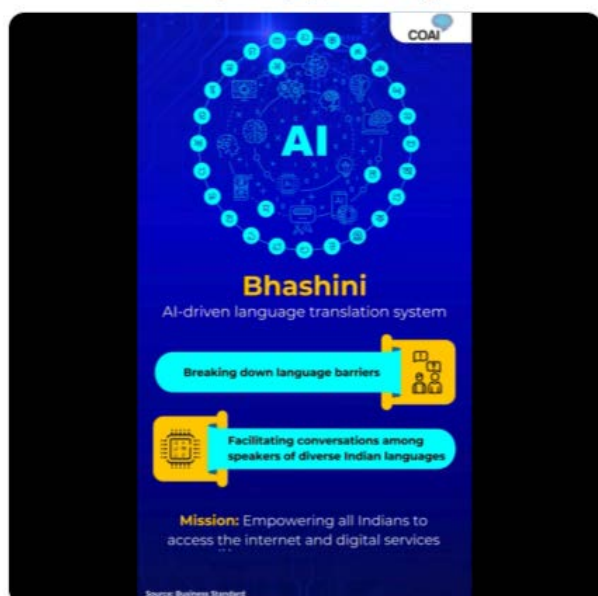 COAI
AI
Bhashini
AI-driven language translation system
Breaking down language barriers
Facilitating conversations among
speakers of diverse Indian languages
Mission: Empowering all Indians to
access the internet and digital services
Source: Business Standard